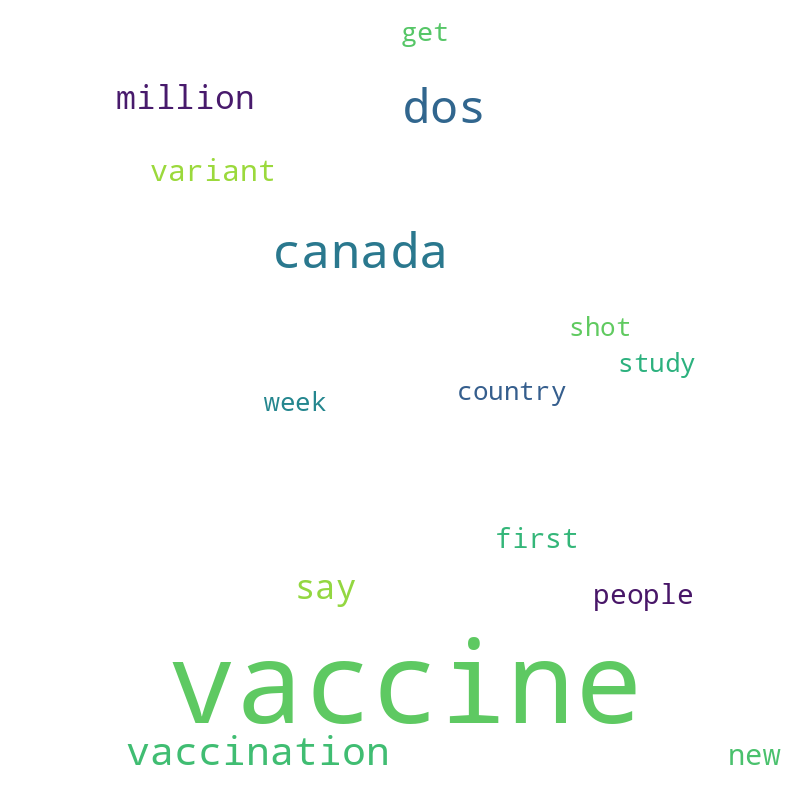 get
million
dos
variant
canada
shot
study
country
week
first
say
people
vaccine
vaccination
new